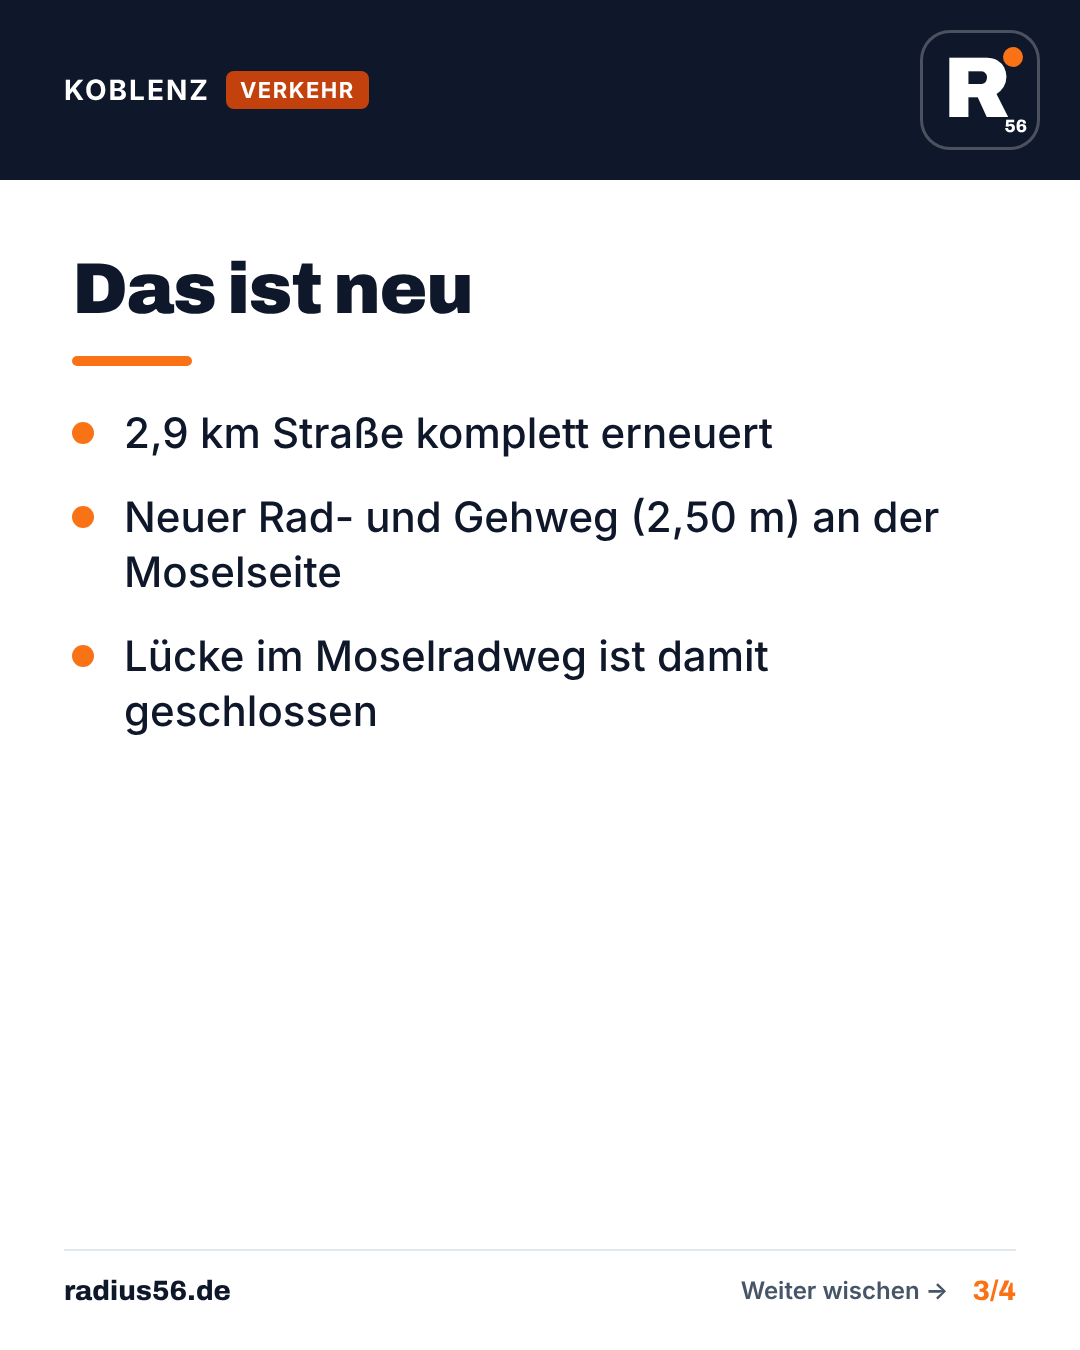 KOBLENZ VERKEHR
R
56
Das ist neu
2,9 km Straße komplett erneuert
Neuer Rad- und Gehweg (2,50 m) an der
Moselseite
Lücke im Moselradweg ist damit
geschlossen
radius56.de Weiter wischen → 3/4